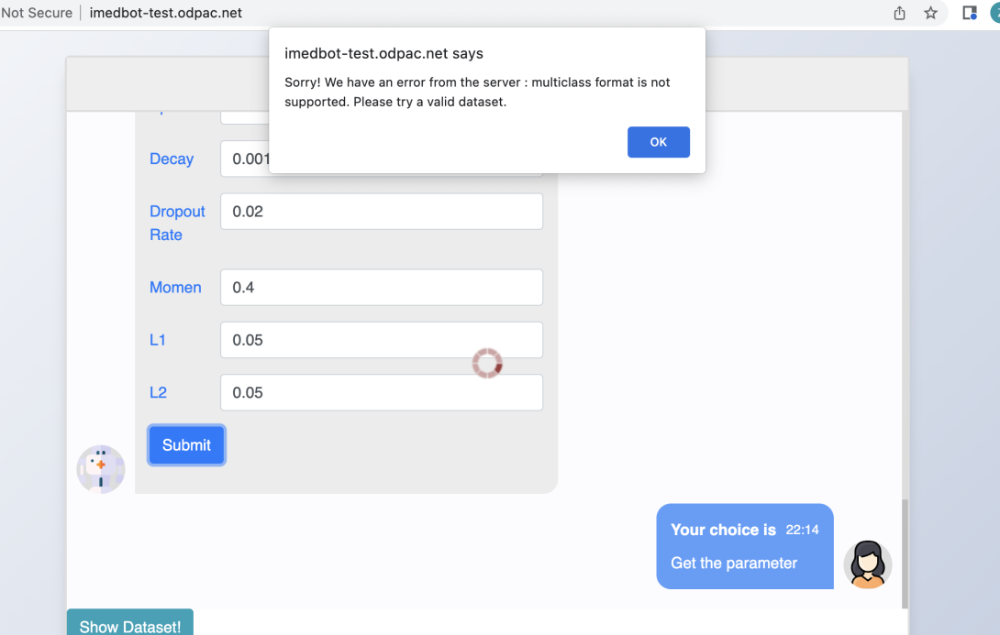 Not Secure | imedbot-test.odpac.net
imedbot-test.odpac.net says
Sorry! We have an error from the server : multiclass format is not
supported. Please try a valid dataset.
OK
Decay
0.001
Dropout
Rate
0.02
Momen
0.4
L1
0.05
L2
0.05
Submit
Your choice is 22:14
Get the parameter
Show Dataset!